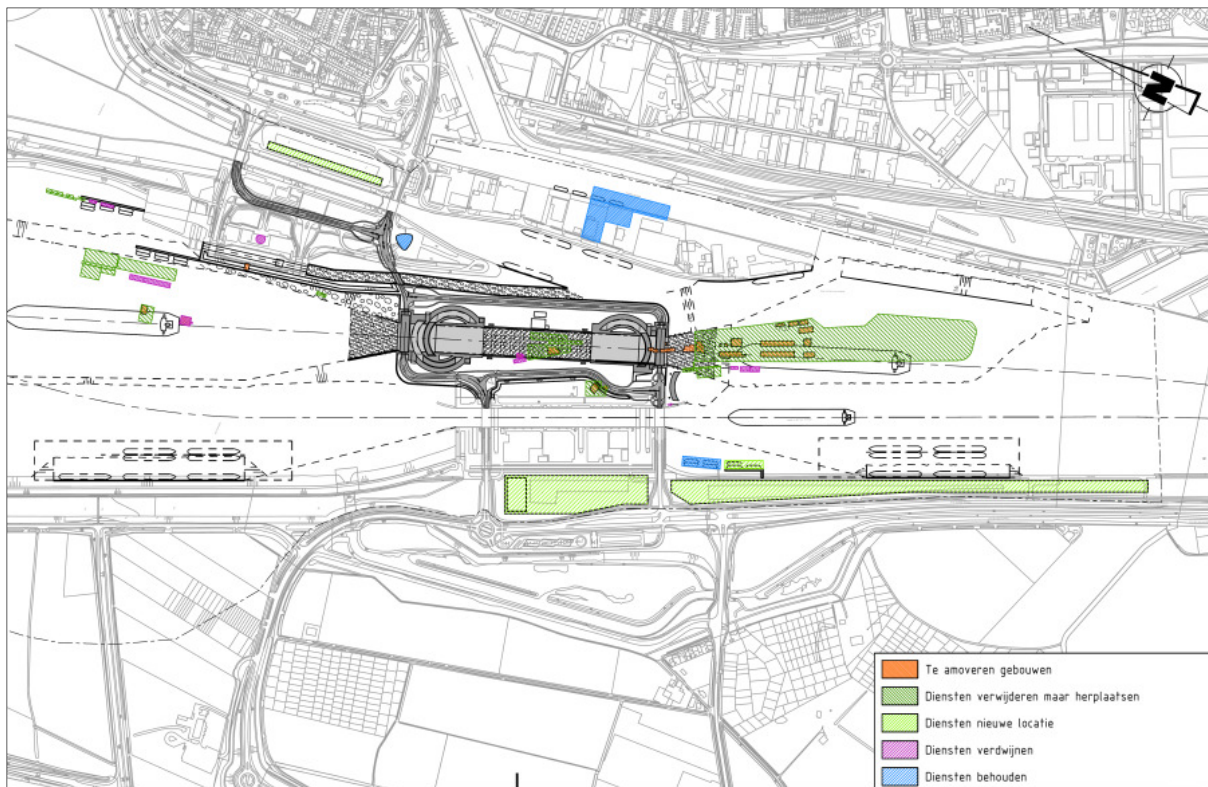 N
Te amoveren gebouwen
Diensten verwijderen maar herplaatsen
Diensten nieuwe locatie
Diensten verdwijnen
Diensten behouden